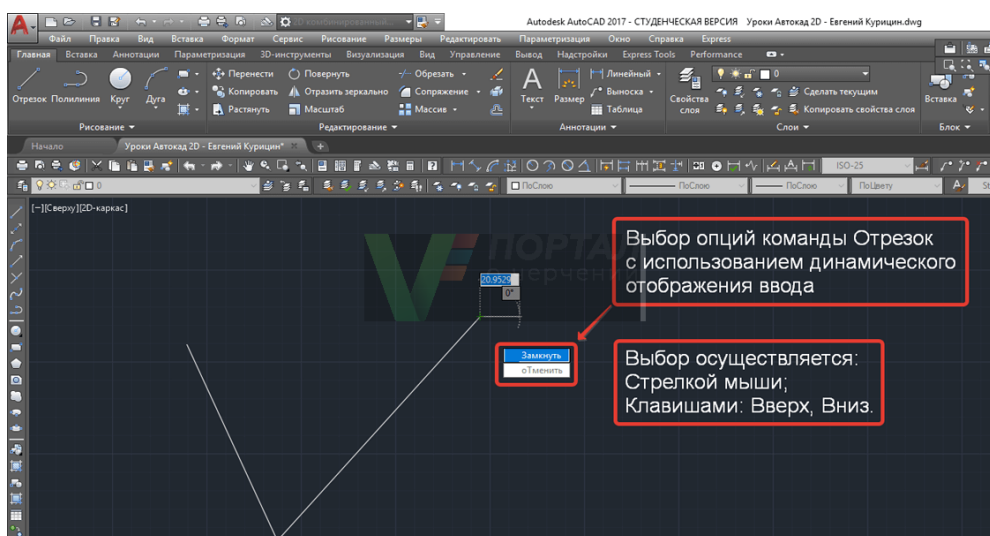 Autodesk AutoCAD 2017 - СТУДЕНЧЕСКАЯ ВЕРСИЯ Уроки Автокад 2D - Евгений Курицин.dwg
Файл Правка Вид Вставка Формат Сервис Рисование Размеры Редактировать Параметризация Окно Справка Express
Главная Вставка Аннотации Параметризация 3D-инструменты Визуализация Вид Управление Вывод Надстройки Express Tools Performance
Отрезок Полилиния Круг Дуга
Перенести Повернуть Обрезать
Копировать Отразить зеркально Сопряжение
Растянуть Масштаб Массив
Текст Размер
Линейный
Выноска
Таблица
Свойства слоя
0
Сделать текущим
Копировать свойства слоя
Вставка
Рисование Редактирование Аннотации Слои Блок
Начало Уроки Автокад 2D - Евгений Курицин*
ISO-25
0 ПоСлою ПоСлою ПоСлою ПоЦвету
[−][Сверху][2D-каркас]
ПОРТАЛ
черчения
20.9529
0°
Замкнуть
оТменить
Выбор опций команды Отрезок
с использованием динамического
отображения ввода
Выбор осуществляется:
Стрелкой мыши;
Клавишами: Вверх, Вниз.